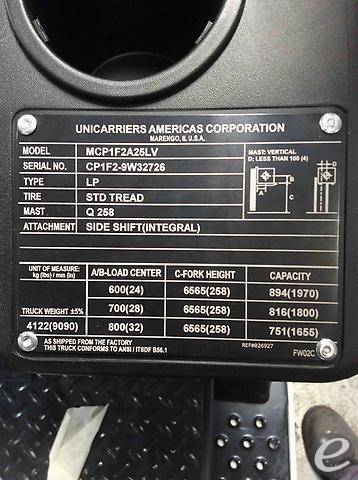 UNICARRIERS AMERICAS CORPORATION
MARENGO, IL U.S.A.
MODEL MCP1F2A25LV
SERIAL NO. CP1F2-9W32726
TYPE LP
TIRE STD TREAD
MAST Q 258
ATTACHMENT SIDE SHIFT(INTEGRAL)
MAST: VERTICAL
D: LESS THAN 100 (4)
A
B
C
D
UNIT OF MEASURE: kg (lbs) / mm (in) A/B-LOAD CENTER C-FORK HEIGHT CAPACITY
600(24) 6565(258) 894(1970)
TRUCK WEIGHT ±5% 700(28) 6565(258) 816(1800)
4122(9090) 800(32) 6565(258) 751(1655)
AS SHIPPED FROM THE FACTORY
THIS TRUCK CONFORMS TO ANSI / ITSDF B56.1
REF#026927
FW02C
e